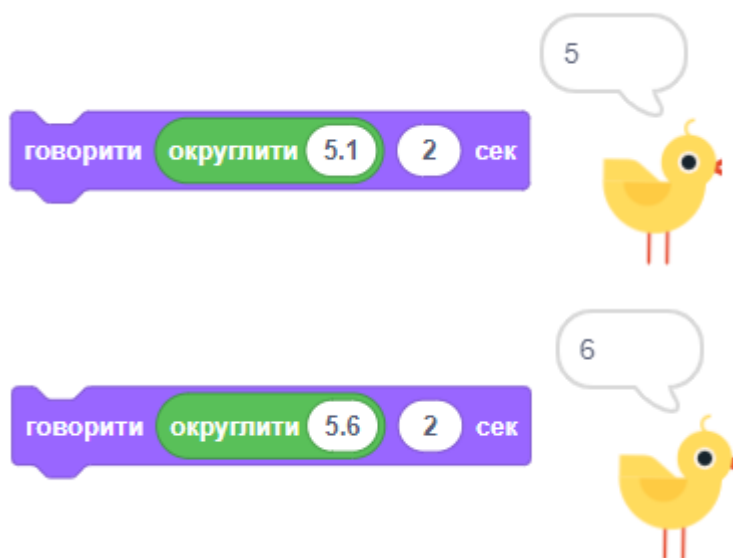 5
говорити округлити 5.1 2 сек
6
говорити округлити 5.6 2 сек